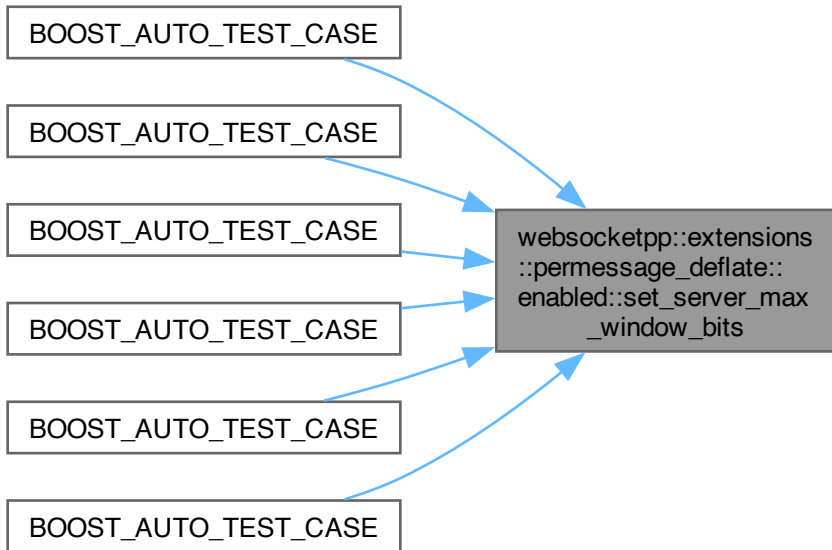 BOOST_AUTO_TEST_CASE
BOOST_AUTO_TEST_CASE
BOOST_AUTO_TEST_CASE
BOOST_AUTO_TEST_CASE
BOOST_AUTO_TEST_CASE
BOOST_AUTO_TEST_CASE
websocketpp::extensions
::permessage_deflate::
enabled::set_server_max
_window_bits